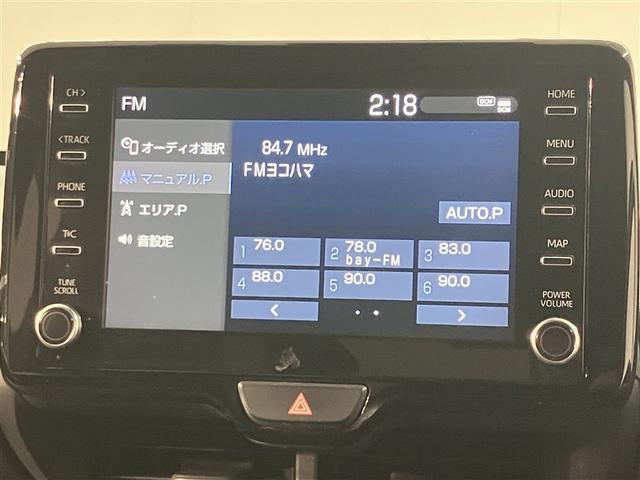 CH>
<TRACK
PHONE
T/C
TUNE
SCROLL
FM
2:18
DCM
DCM
オーディオ選択
マニュアル.P
エリア.P
音設定
84.7 MHz
FMヨコハマ
AUTO.P
1 76.0
2 78.0
bay-FM
3 83.0
4 88.0
5 90.0
6 90.0
<
>
HOME
MENU
AUDIO
MAP
POWER
VOLUME